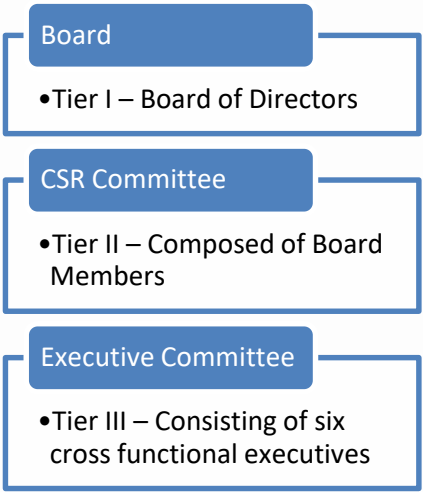 Board
•Tier I – Board of Directors
CSR Committee
•Tier II – Composed of Board
Members
Executive Committee
•Tier III – Consisting of six
cross functional executives